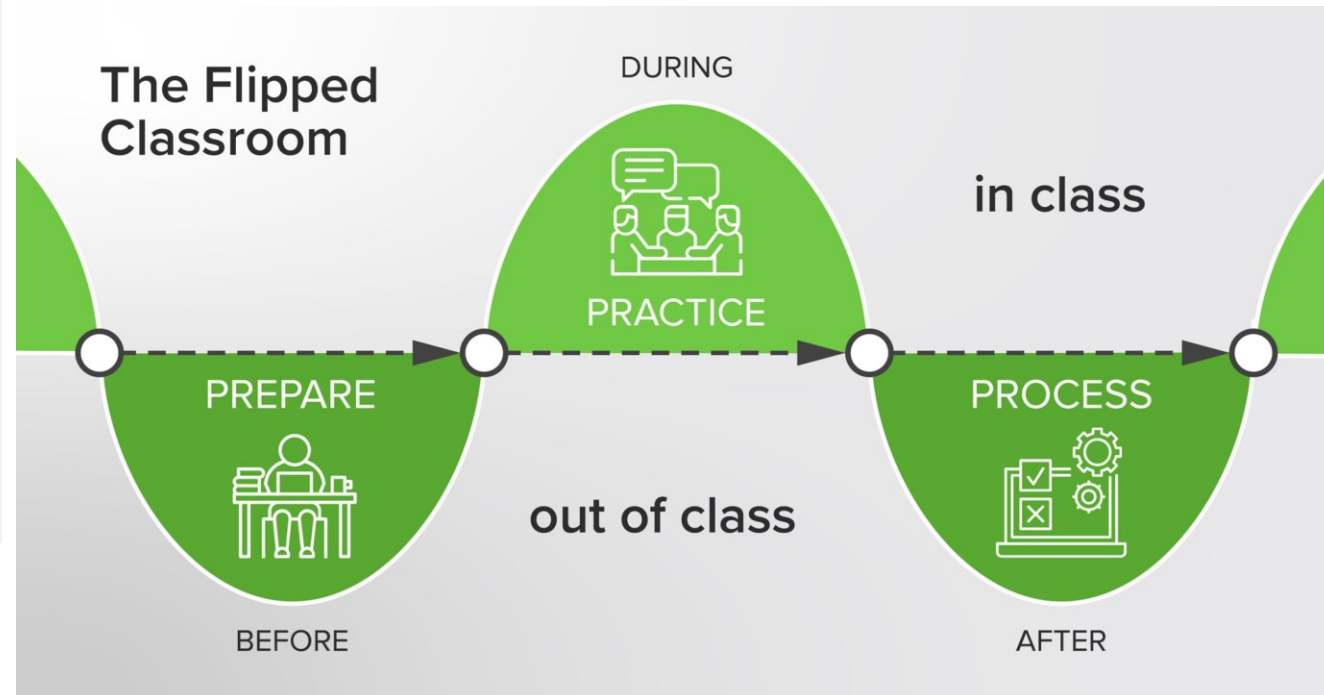 The Flipped
Classroom
DURING
in class
PRACTICE
PREPARE
PROCESS
out of class
BEFORE
AFTER